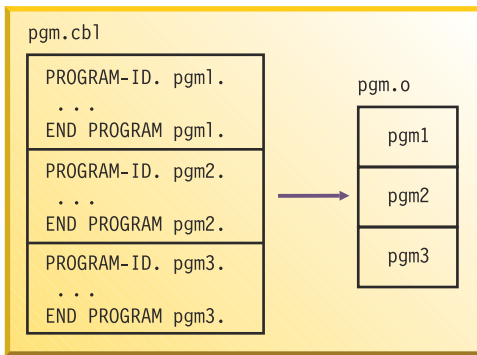 pgm.cbl
PROGRAM-ID. pgm1.
...
END PROGRAM pgm1.
PROGRAM-ID. pgm2.
...
END PROGRAM pgm2.
PROGRAM-ID. pgm3.
...
END PROGRAM pgm3.
pgm.o
pgm1
pgm2
pgm3